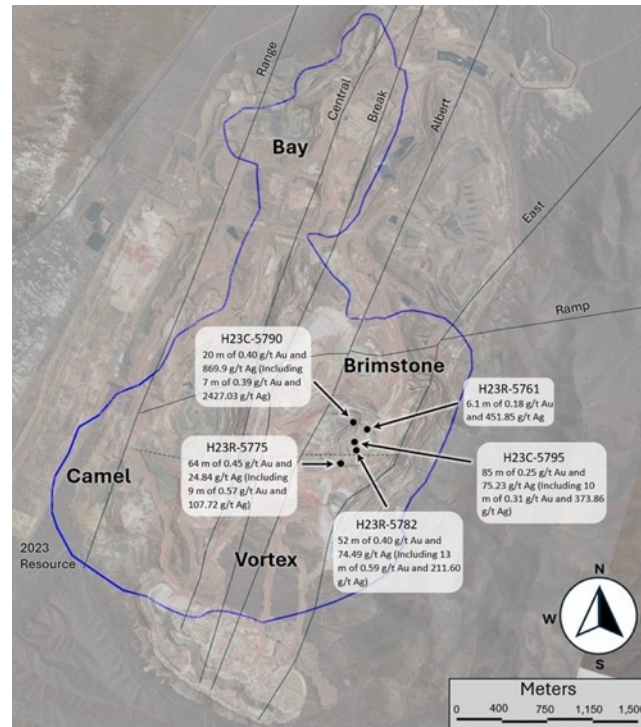 Range
Central
Break
Albert
Bay
East
Ramp
H23C-5790
20 m of 0.40 g/t Au and
869.9 g/t Ag (Including
7 m of 0.39 g/t Au and
2427.03 g/t Ag)
Brimstone
H23R-5761
6.1 m of 0.18 g/t Au
and 451.85 g/t Ag
H23R-5775
64 m of 0.45 g/t Au and
24.84 g/t Ag (Including
9 m of 0.57 g/t Au and
107.72 g/t Ag)
H23C-5795
85 m of 0.25 g/t Au and
75.23 g/t Ag (Including 10
m of 0.31 g/t Au and 373.86
g/t Ag)
Camel
H23R-5782
52 m of 0.40 g/t Au and
74.49 g/t Ag (Including 13
m of 0.59 g/t Au and 211.60
g/t Ag)
2023
Resource
Vortex
N
W
S
Meters
0 400 750 1,150 1,500